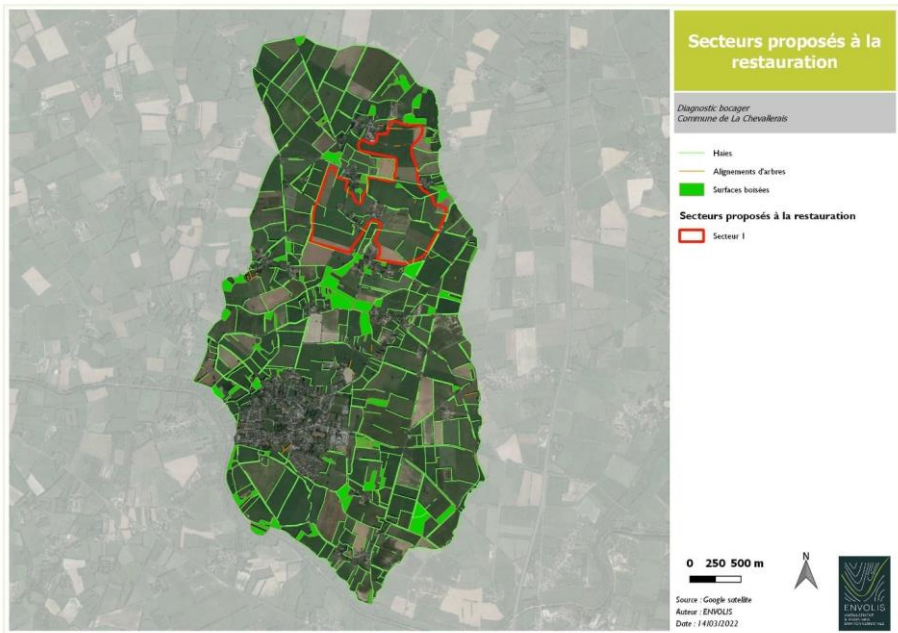 Secteurs proposés à la
restauration
Diagnostic bocager
Commune de La Chevallerais
Haies
Alignements d'arbres
Surfaces boisées
Secteurs proposés à la restauration
Secteur 1
0 250 500 m
N
Source : Google satellite
Auteur : ENVOLIS
Date : 14/03/2022
ENVOLIS